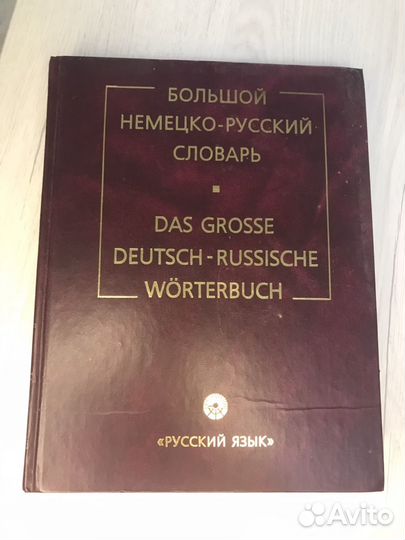 БОЛЬШОЙ
НЕМЕЦКО-РУССКИЙ
СЛОВАРЬ
DAS GROSSE
DEUTSCH-RUSSISCHE
WÖRTERBUCH
«РУССКИЙ ЯЗЫК»
Avito